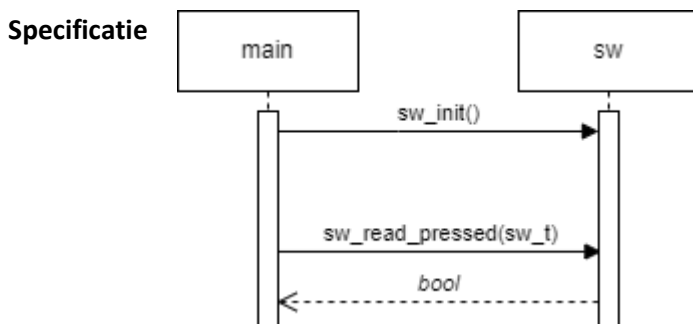 Specificatie
main
sw
sw_init()
sw_read_pressed(sw_t)
bool